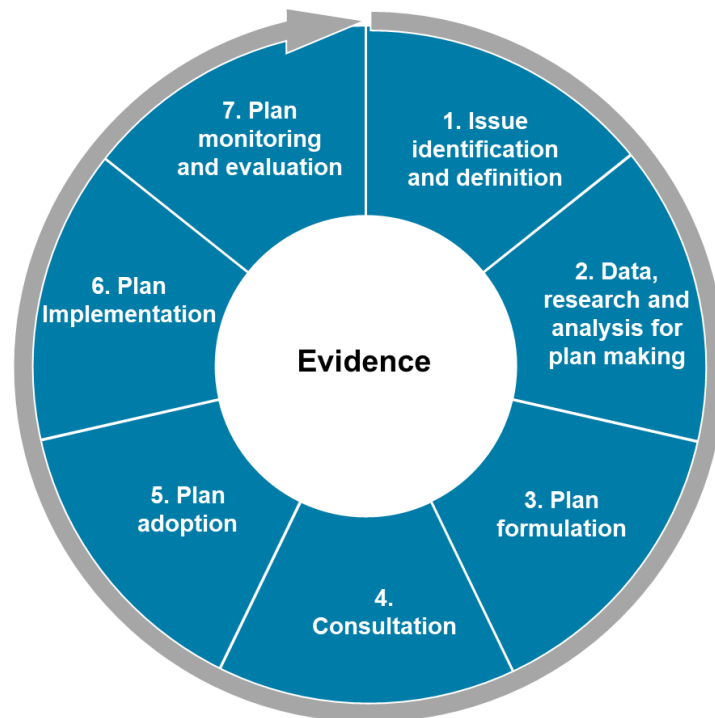 1. Issue
identification
and definition
2. Data,
research and
analysis for
plan making
3. Plan
formulation
4.
Consultation
5. Plan
adoption
6. Plan
Implementation
7. Plan
monitoring
and evaluation
Evidence